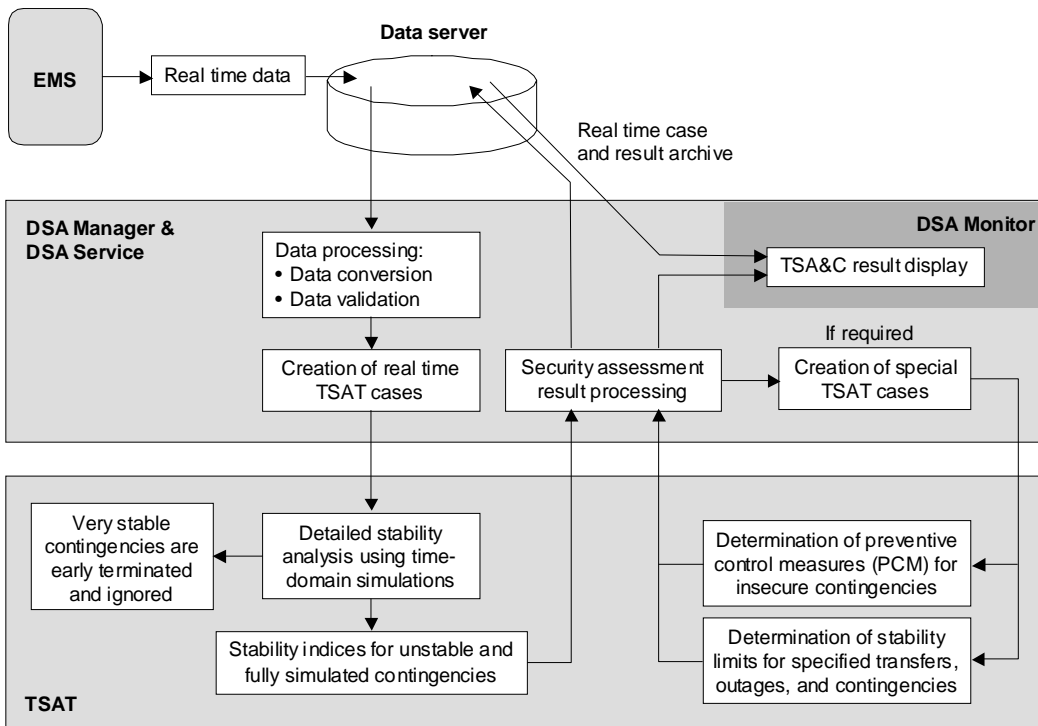 Data server
EMS
Real time data
Real time case
and result archive
DSA Manager &
DSA Service
DSA Monitor
Data processing:
• Data conversion
• Data validation
TSA&C result display
If required
Creation of real time
TSAT cases
Security assessment
result processing
Creation of special
TSAT cases
Very stable
contingencies are
early terminated
and ignored
Detailed stability
analysis using time-
domain simulations
Determination of preventive
control measures (PCM) for
insecure contingencies
Stability indices for unstable and
fully simulated contingencies
Determination of stability
limits for specified transfers,
outages, and contingencies
TSAT